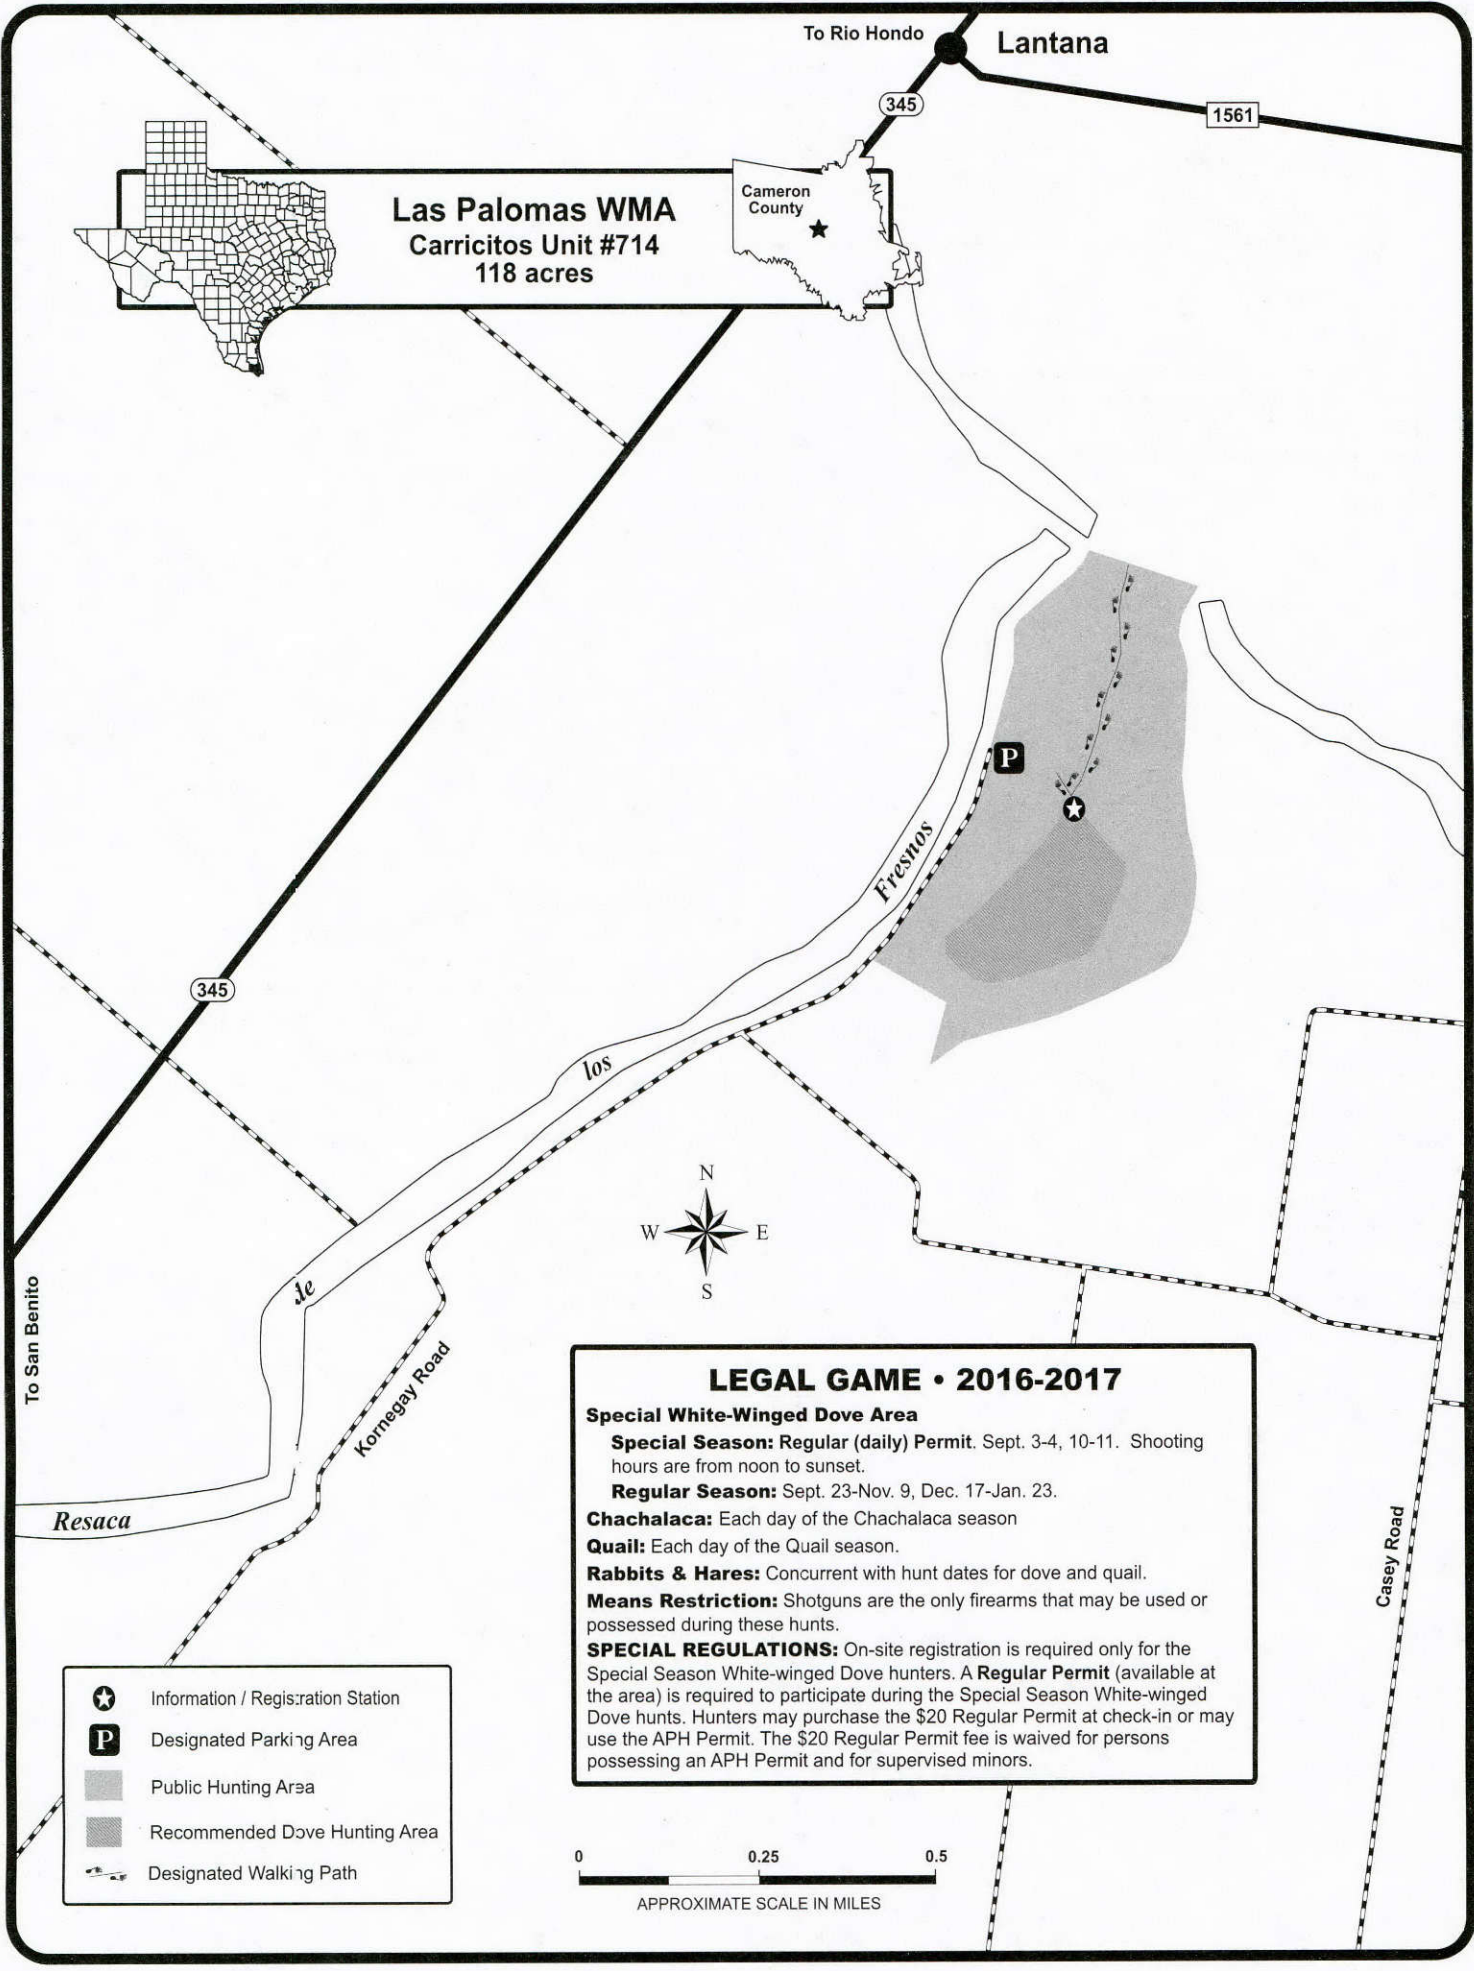 To Rio Hondo
Lantana
345
1561
Las Palomas WMA
Carricitos Unit #714
118 acres
Cameron
County
P
Fresnos
345
los
N
W
E
S
de
To San Benito
Kornegay Road
Resaca
Casey Road
LEGAL GAME • 2016-2017
Special White-Winged Dove Area
Special Season: Regular (daily) Permit. Sept. 3-4, 10-11. Shooting
hours are from noon to sunset.
Regular Season: Sept. 23-Nov. 9, Dec. 17-Jan. 23.
Chachalaca: Each day of the Chachalaca season
Quail: Each day of the Quail season.
Rabbits & Hares: Concurrent with hunt dates for dove and quail.
Means Restriction: Shotguns are the only firearms that may be used or
possessed during these hunts.
SPECIAL REGULATIONS: On-site registration is required only for the
Special Season White-winged Dove hunters. A Regular Permit (available at
the area) is required to participate during the Special Season White-winged
Dove hunts. Hunters may purchase the $20 Regular Permit at check-in or may
use the APH Permit. The $20 Regular Permit fee is waived for persons
possessing an APH Permit and for supervised minors.
Information / Registration Station
P
Designated Parking Area
Public Hunting Area
Recommended Dove Hunting Area
Designated Walking Path
0 0.25 0.5
APPROXIMATE SCALE IN MILES